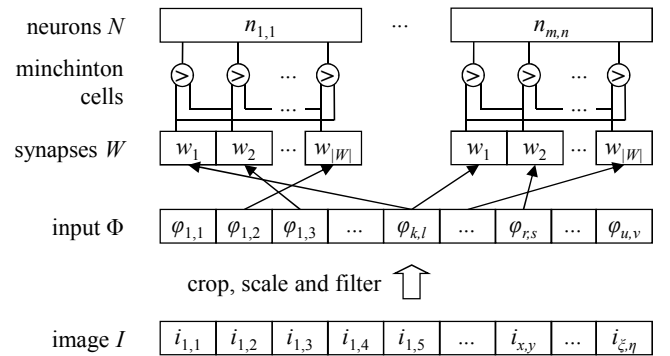 neurons N n1,1 ... nm,n
minchinton cells > > ... > > > ... >
... ...
synapses W w1 w2 ... w|W| w1 w2 ... w|W|
input Φ φ1,1 φ1,2 φ1,3 ... φk,l ... φr,s ... φu,v
crop, scale and filter
image I i1,1 i1,2 i1,3 i1,4 i1,5 ... ix,y ... iξ,η